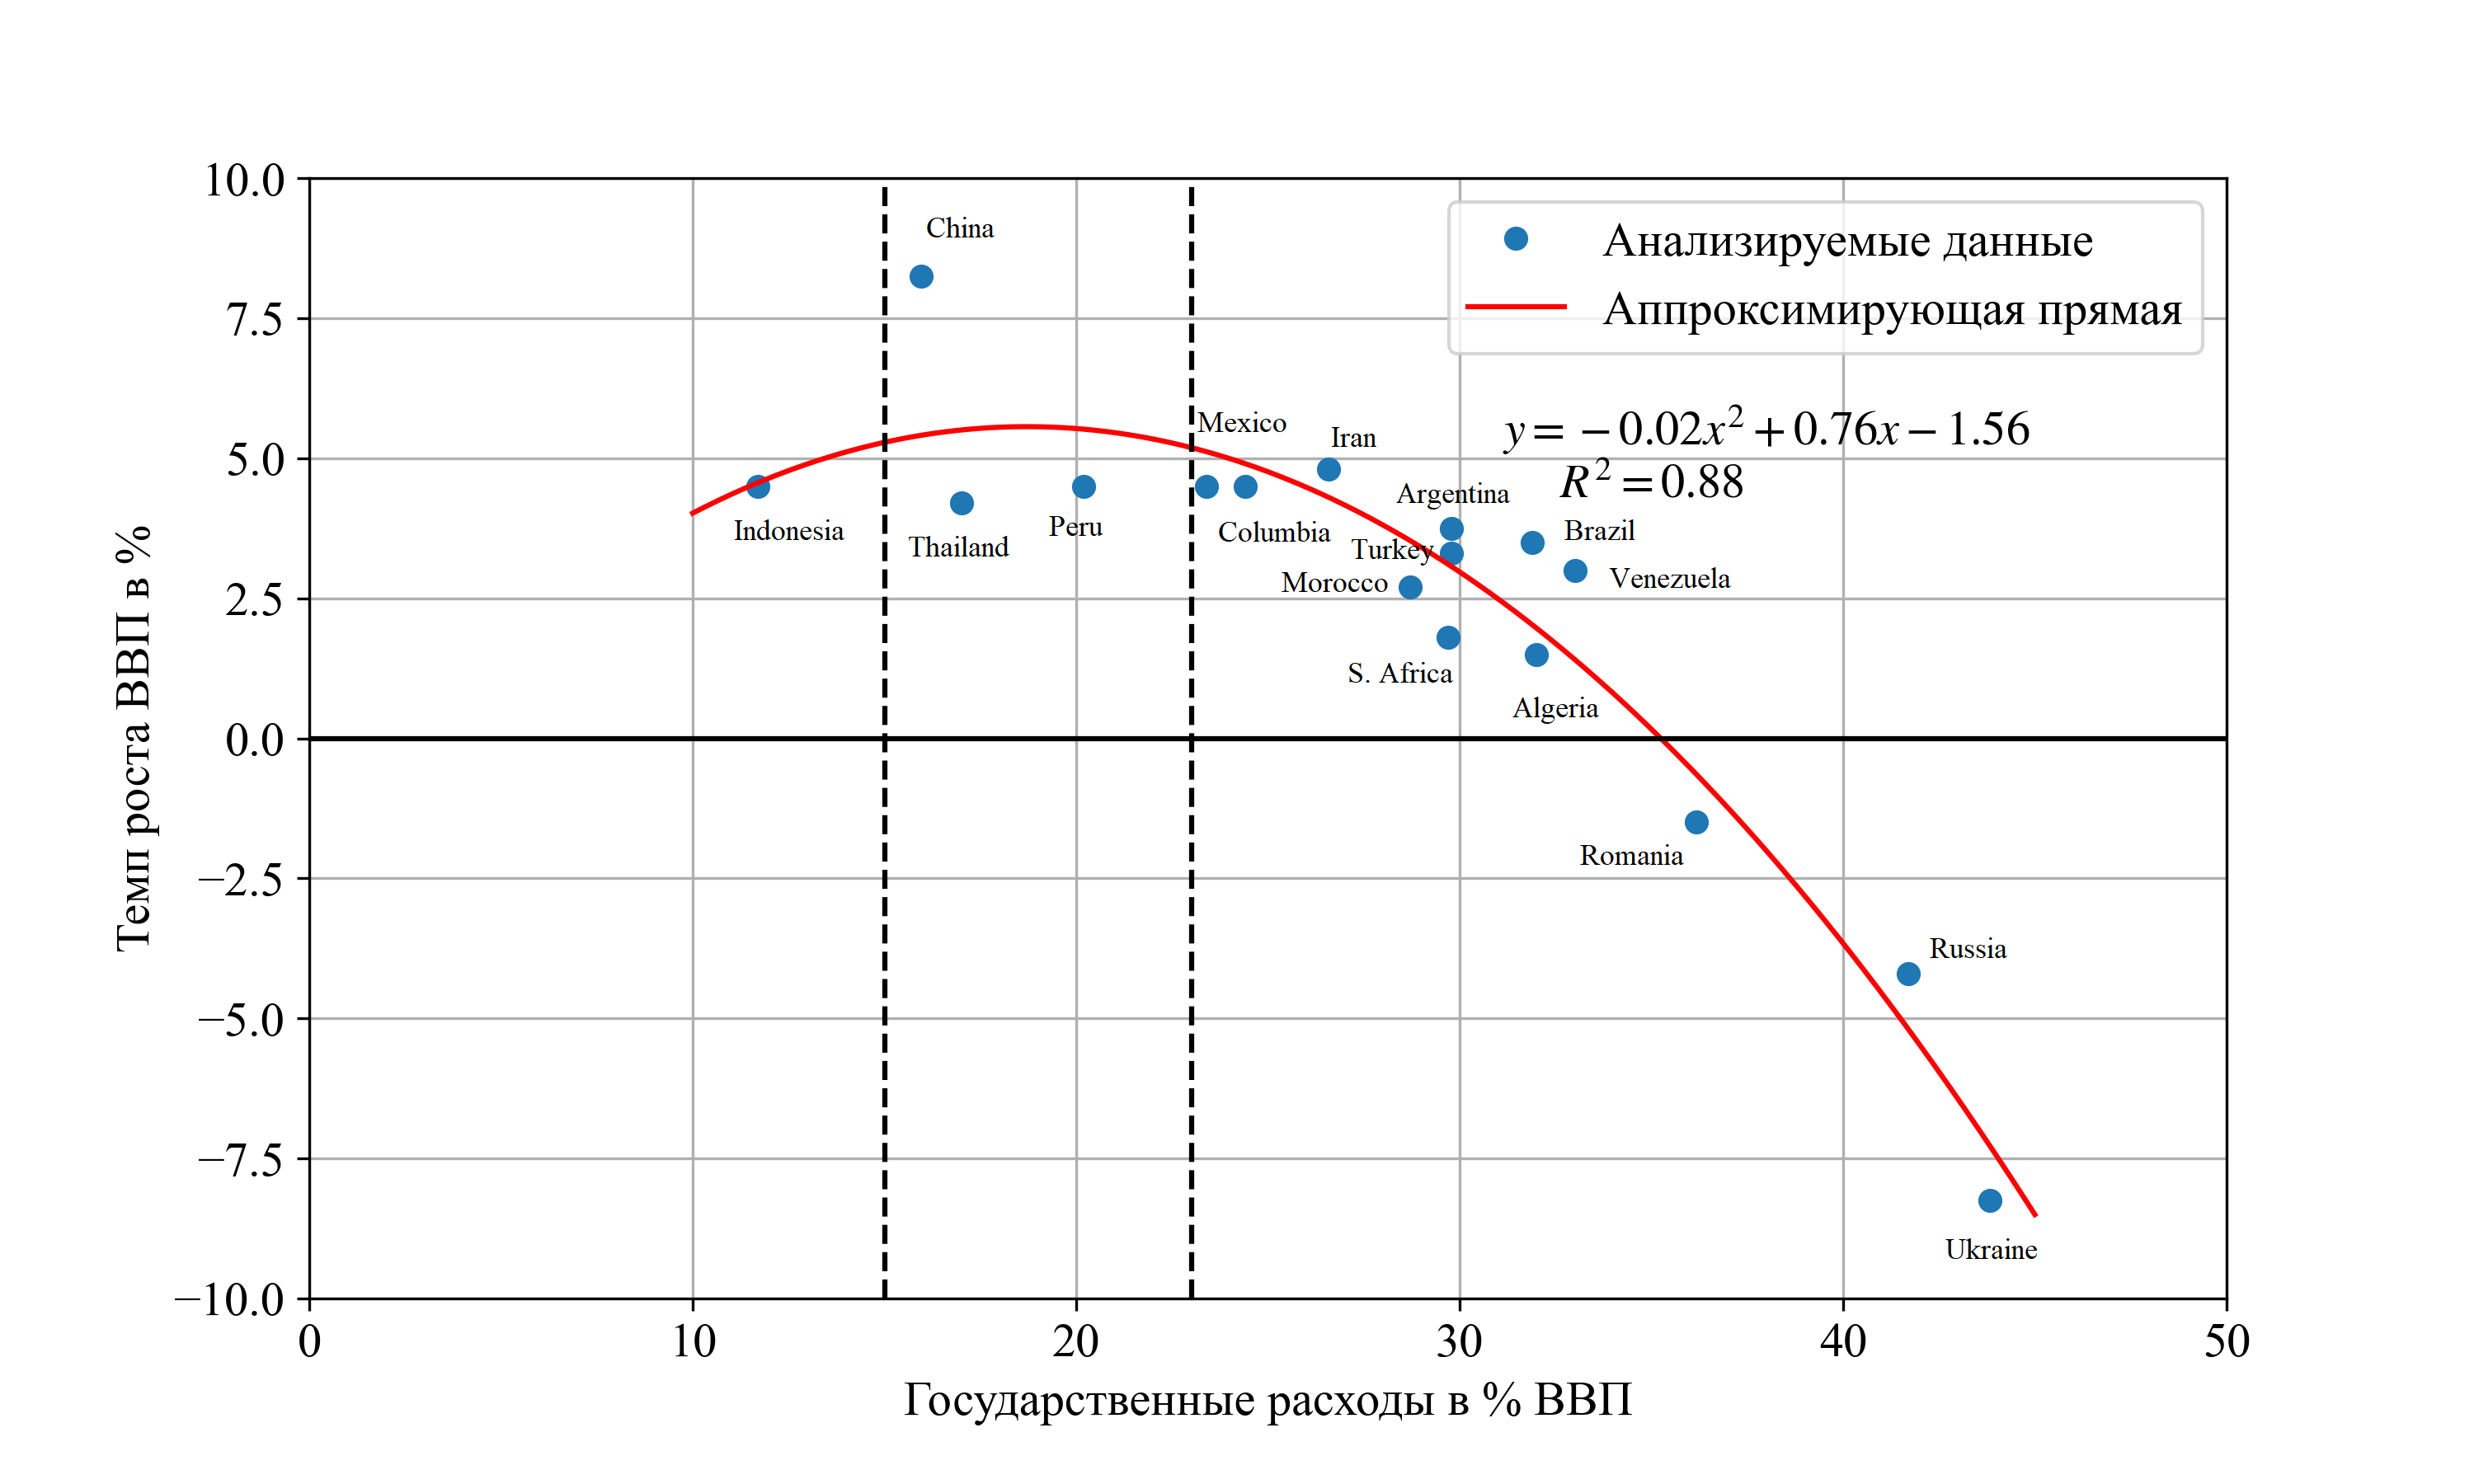 10.0
7.5
5.0
2.5
0.0
−2.5
−5.0
−7.5
−10.0
Темп роста ВВП в %
0 10 20 30 40 50
Государственные расходы в % ВВП
Анализируемые данные
Аппроксимирующая прямая
y = −0.02x² + 0.76x − 1.56
R² = 0.88
China
Mexico
Iran
Argentina
Indonesia
Thailand
Peru
Columbia
Turkey
Brazil
Morocco
Venezuela
S. Africa
Algeria
Romania
Russia
Ukraine